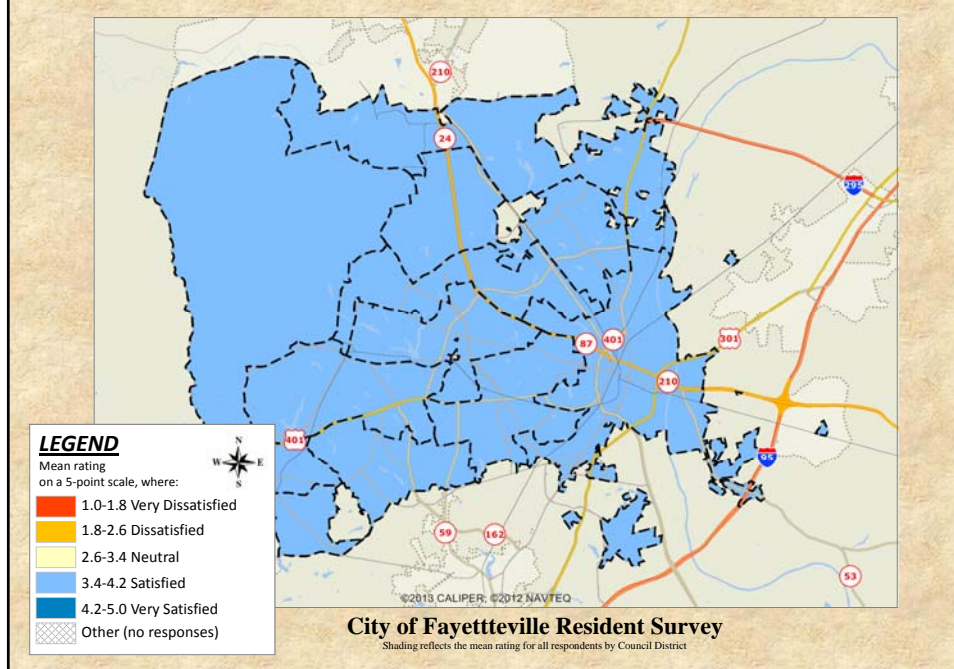 210
24
295
87
401
301
210
401
95
59
162
53
©2013 CALIPER; ©2012 NAVTEQ
LEGEND
Mean rating
on a 5-point scale, where:
N
W E
S
1.0-1.8 Very Dissatisfied
1.8-2.6 Dissatisfied
2.6-3.4 Neutral
3.4-4.2 Satisfied
4.2-5.0 Very Satisfied
Other (no responses)
City of Fayettteville Resident Survey
Shading reflects the mean rating for all respondents by Council District